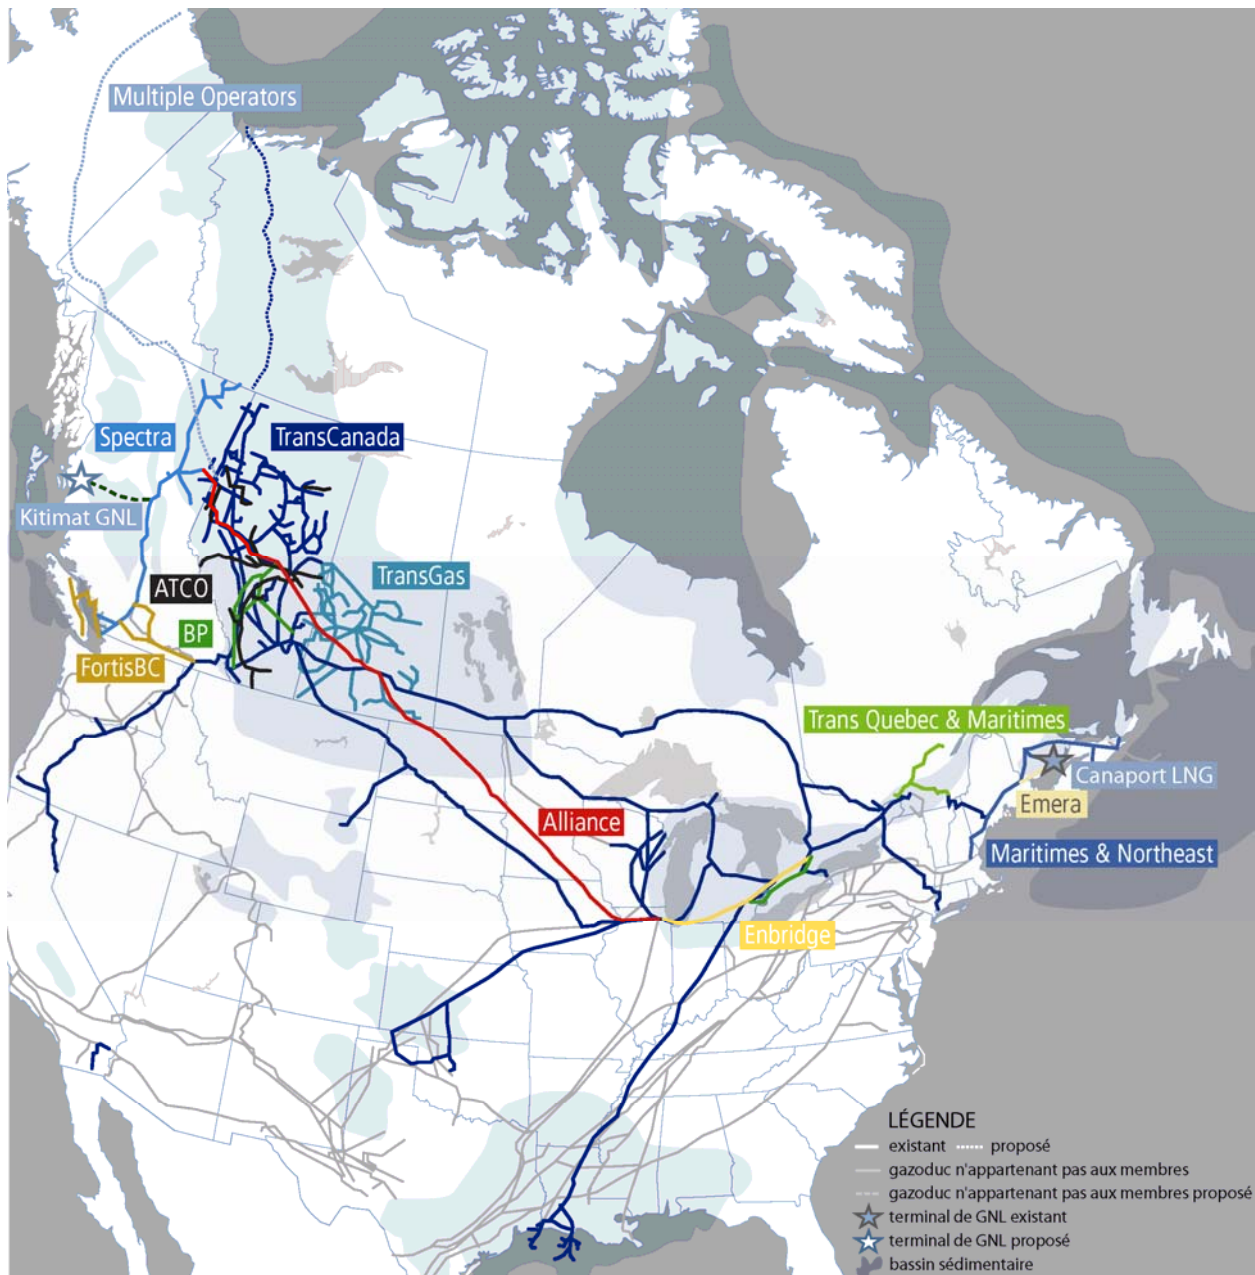 Multiple Operators
Spectra
TransCanada
Kitimat GNL
ATCO
TransGas
BP
FortisBC
Trans Quebec & Maritimes
Canaport LNG
Emera
Alliance
Maritimes & Northeast
Enbridge
LÉGENDE
existant proposé
gazoduc n'appartenant pas aux membres
gazoduc n'appartenant pas aux membres proposé
terminal de GNL existant
terminal de GNL proposé
bassin sédimentaire